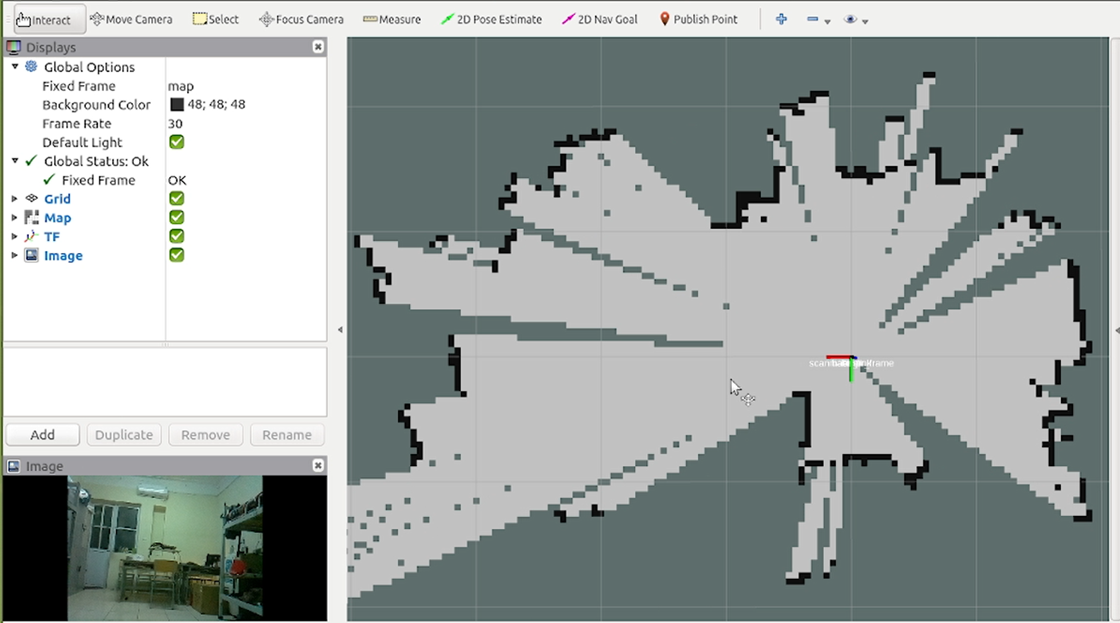 Interact Move Camera Select Focus Camera Measure 2D Pose Estimate 2D Nav Goal Publish Point
Displays
Global Options
Fixed Frame map
Background Color 48; 48; 48
Frame Rate 30
Default Light
Global Status: Ok
Fixed Frame OK
Grid
Map
TF
Image
Add Duplicate Remove Rename
Image